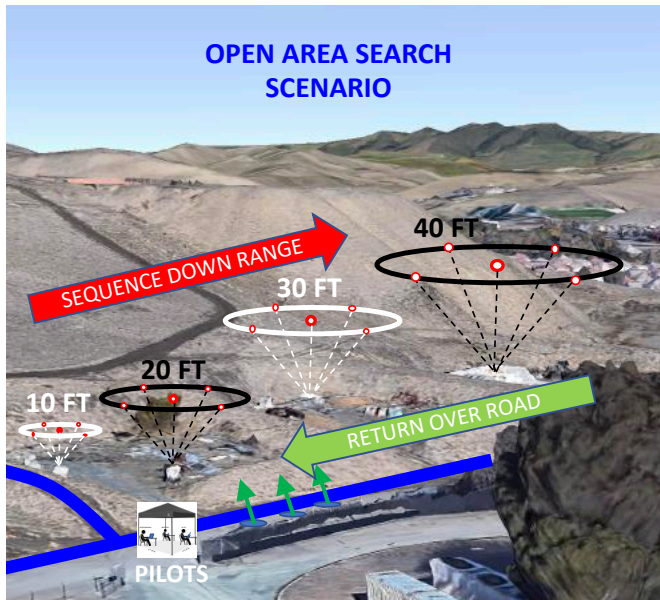 OPEN AREA SEARCH
SCENARIO
40 FT
SEQUENCE DOWN RANGE
30 FT
20 FT
10 FT
RETURN OVER ROAD
PILOTS